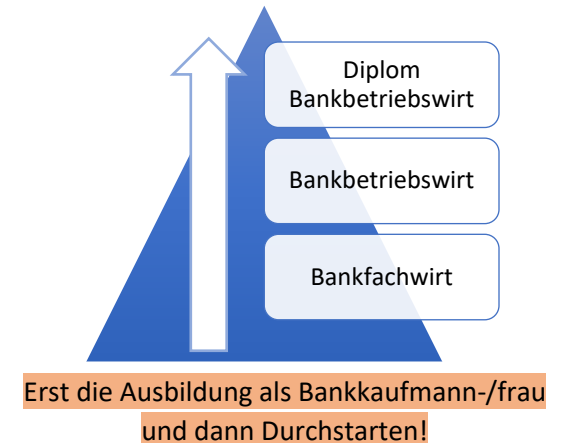 Diplom
Bankbetriebswirt
Bankbetriebswirt
Bankfachwirt
Erst die Ausbildung als Bankkaufmann-/frau
und dann Durchstarten!